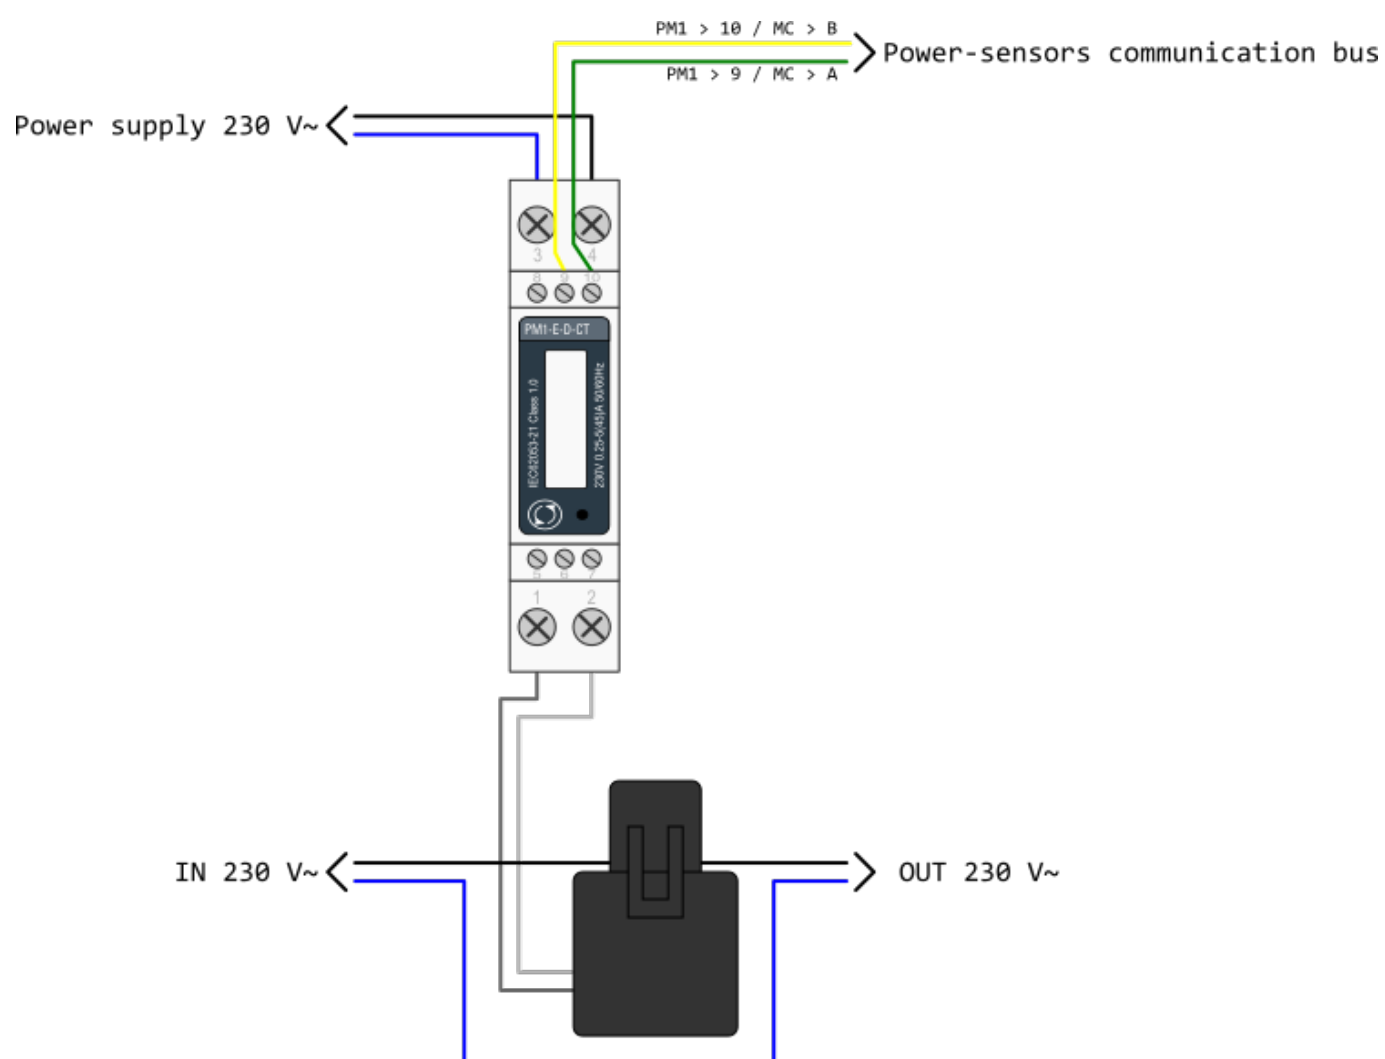 PM1 > 10 / MC > B
Power-sensors communication bus
PM1 > 9 / MC > A
Power supply 230 V~
3 4
8 9 10
PM1-E-D-CT
IEC62053-21 Class 1.0
230V 0.25-5(45)A 50/60Hz
5 6 7
1 2
IN 230 V~
OUT 230 V~